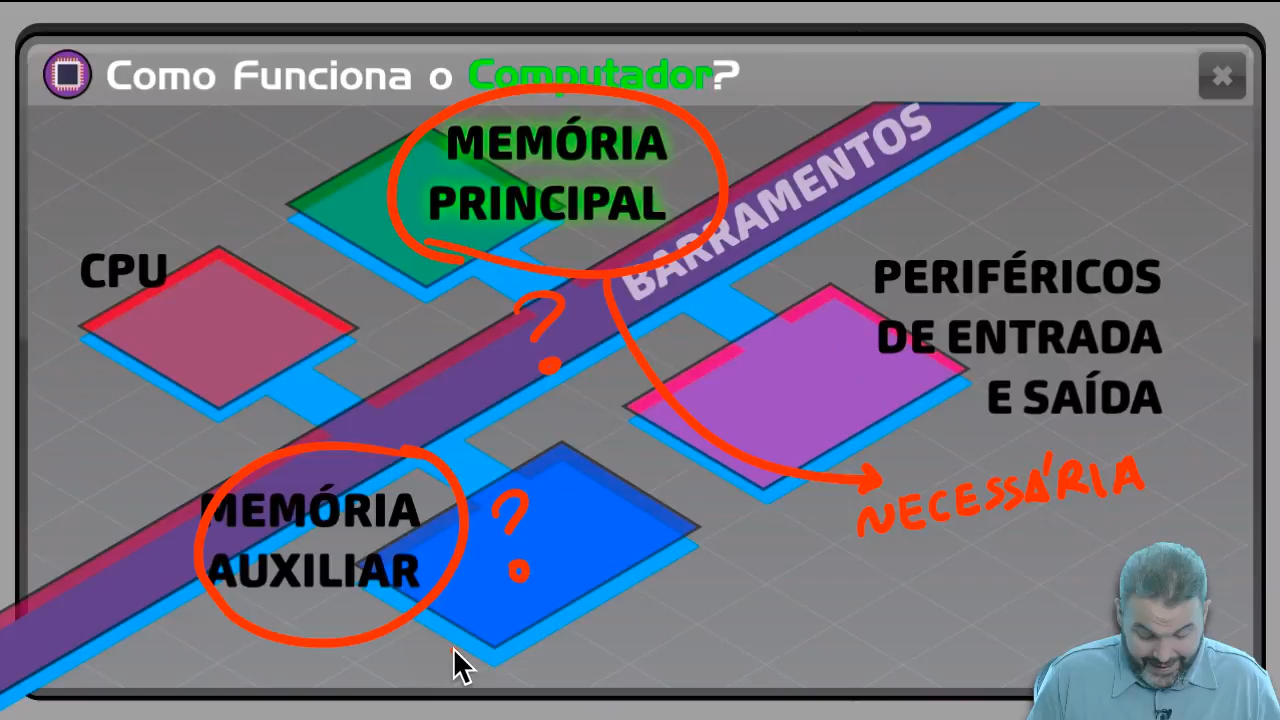 Como Funciona o Computador?
MEMÓRIA
PRINCIPAL
BARRAMENTOS
CPU
PERIFÉRICOS
DE ENTRADA
E SAÍDA
?
MEMÓRIA
AUXILIAR
?
NECESSÁRIA